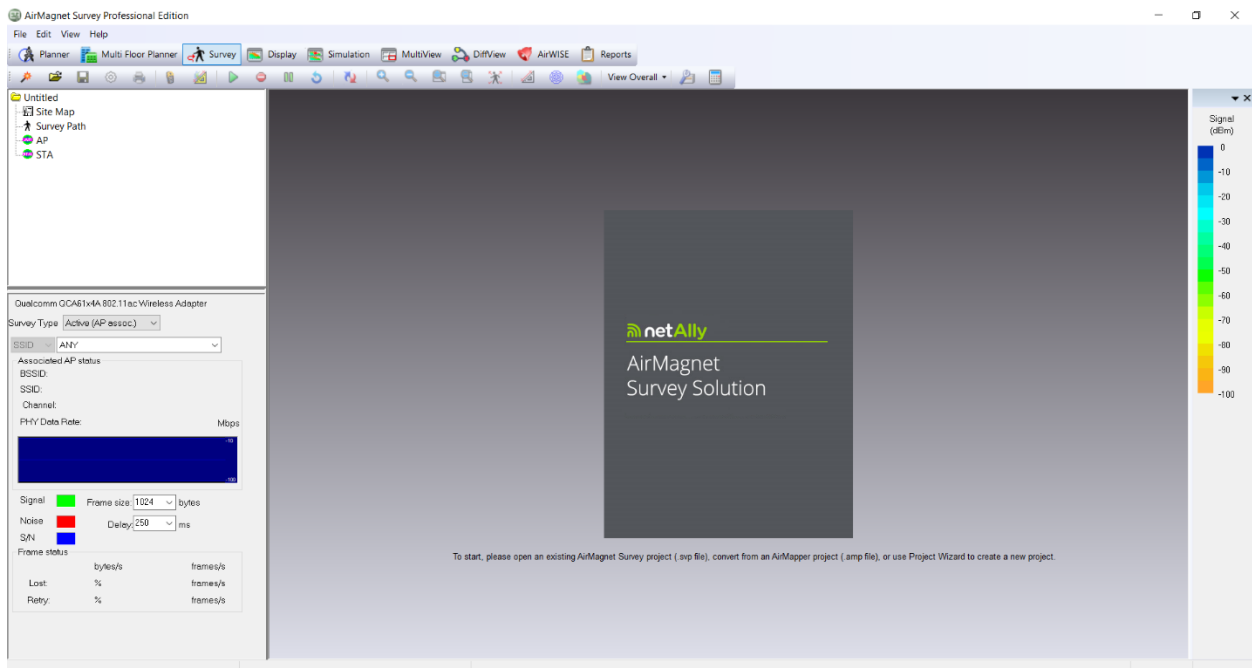 AirMagnet Survey Professional Edition
File Edit View Help
Planner Multi Floor Planner Survey Display Simulation MultiView DiffView AirWISE Reports
View Overall
Untitled
Site Map
Survey Path
AP
STA
Qualcomm QCA61x4A 802.11ac Wireless Adapter
Survey Type Active (AP assoc.)
SSID ANY
Associated AP status
BSSID:
SSID:
Channel:
PHY Data Rate: Mbps
-10
-100
Signal Frame size: 1024 bytes
Noise Delay: 250 ms
S/N
Frame status
bytes/s frames/s
Lost: % frames/s
Retry: % frames/s
netAlly
AirMagnet
Survey Solution
To start, please open an existing AirMagnet Survey project (.svp file), convert from an AirMapper project (.amp file), or use Project Wizard to create a new project.
Signal
(dBm)
0
-10
-20
-30
-40
-50
-60
-70
-80
-90
-100